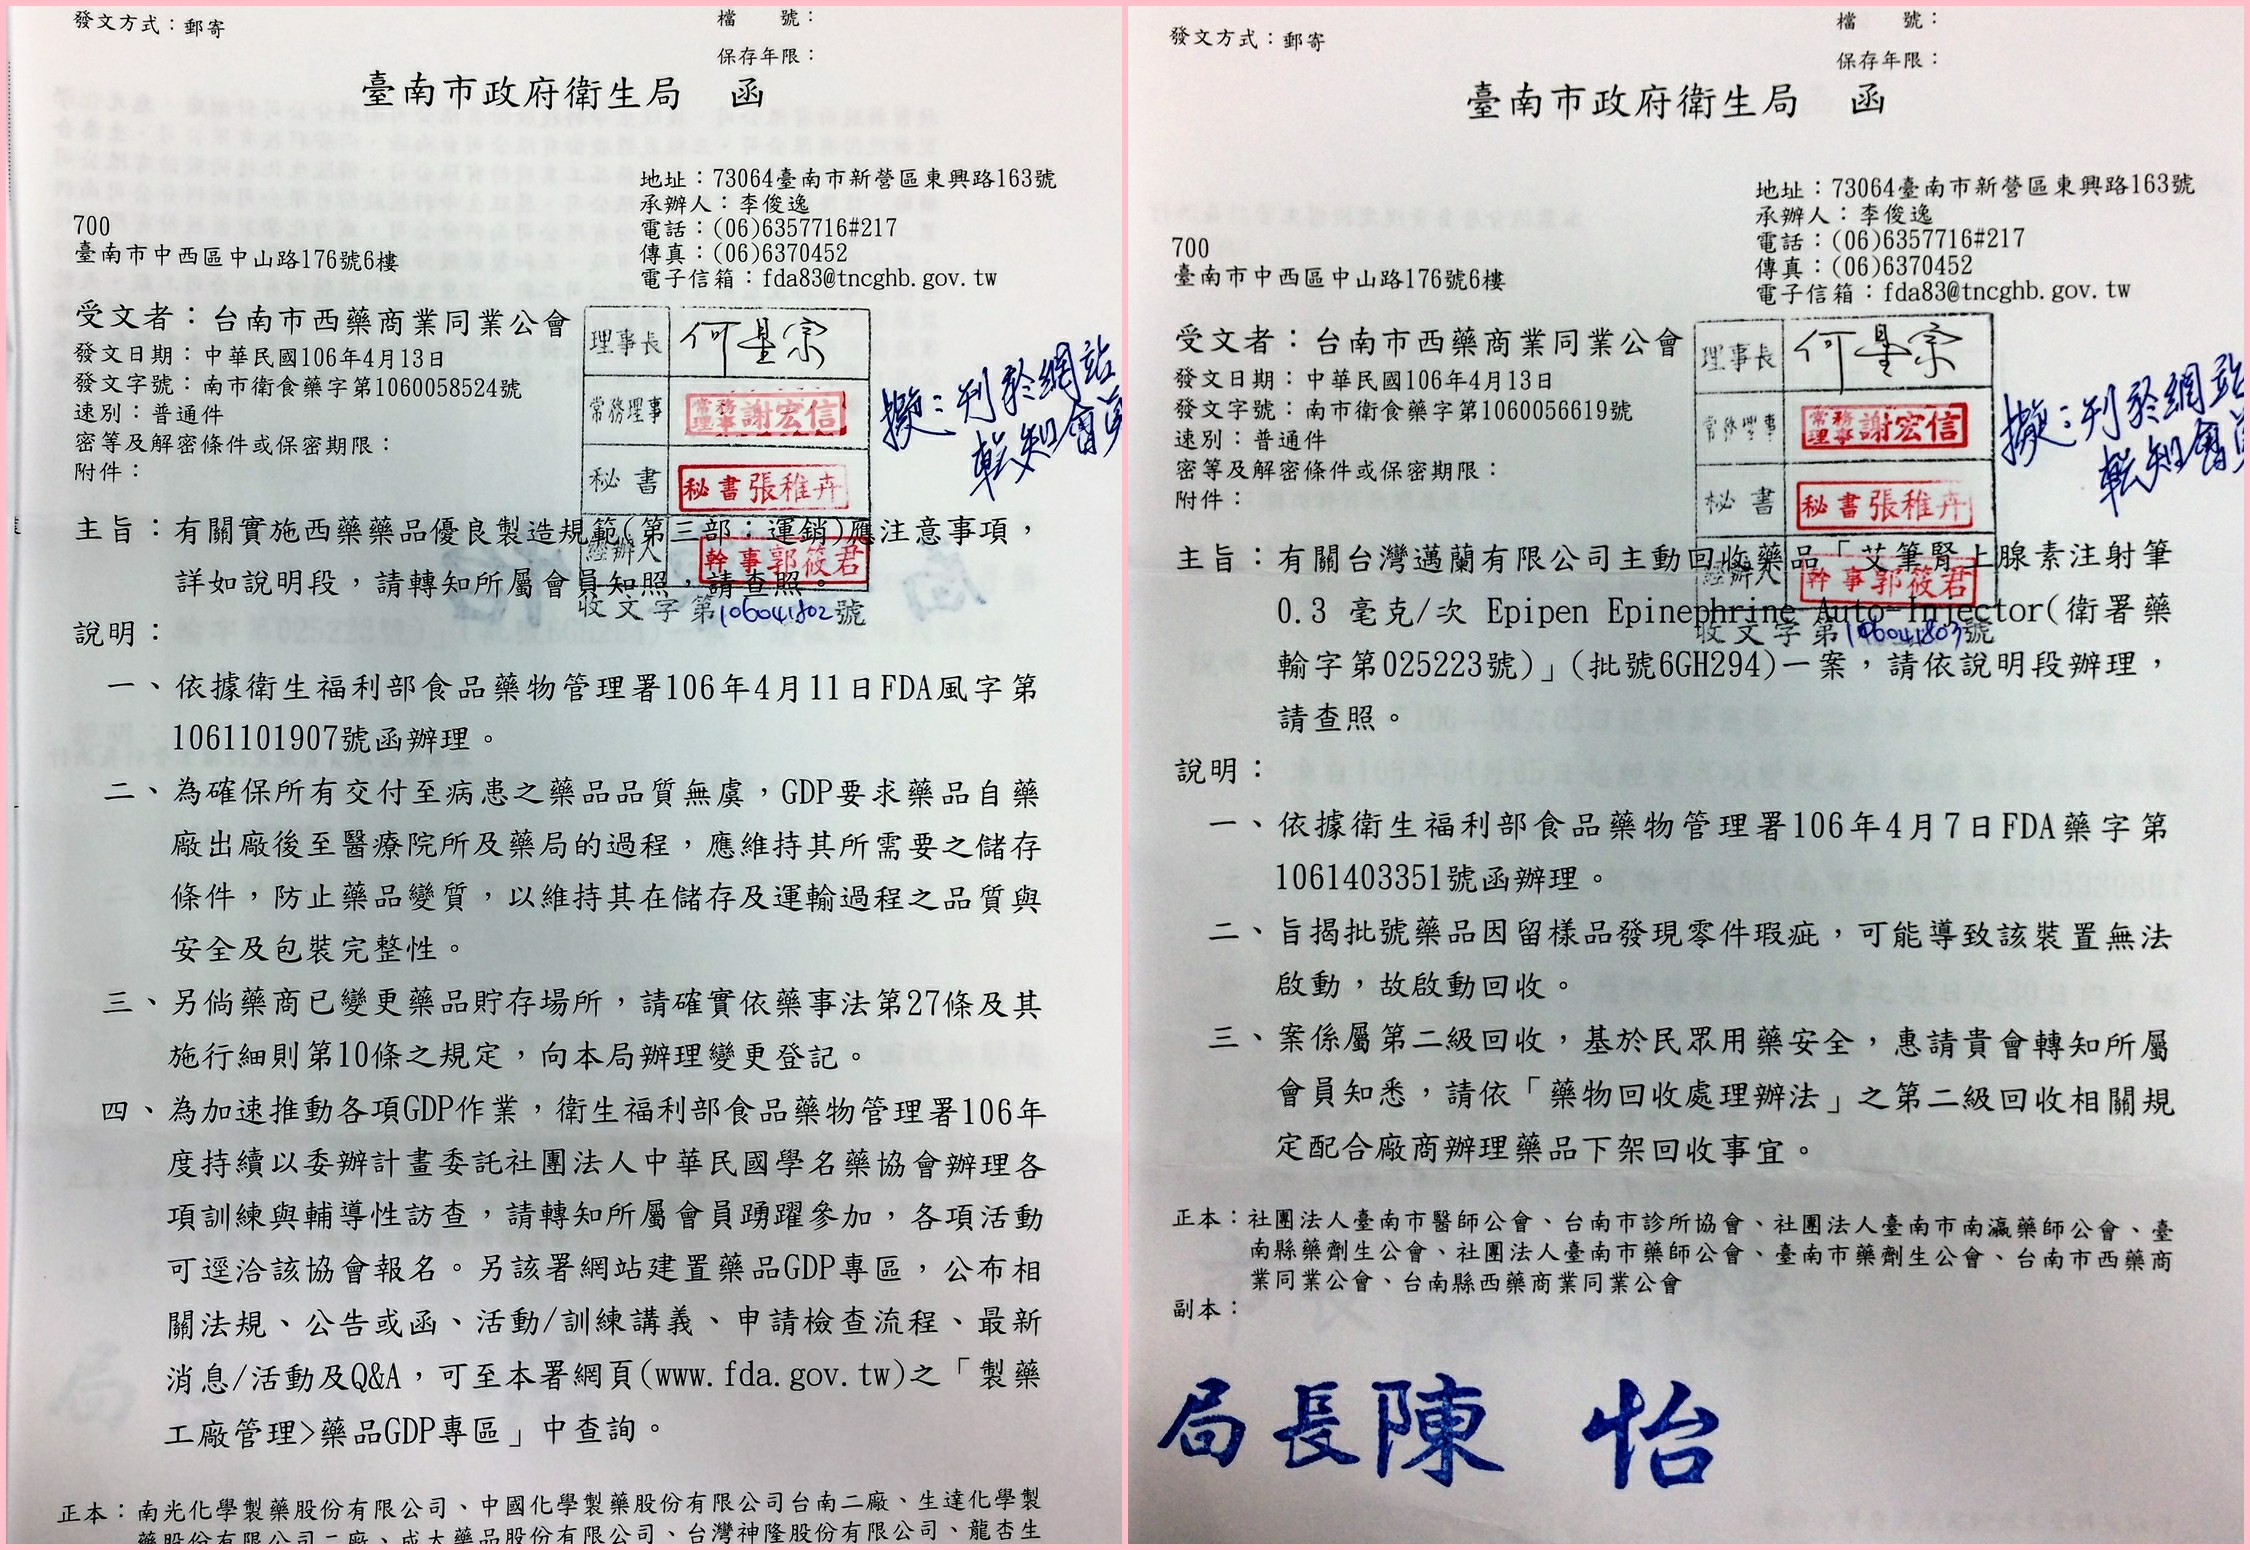 發文方式：郵寄
檔　　號：
保存年限：
臺南市政府衛生局　函
地址：73064臺南市新營區東興路163號
承辦人：李俊逸
電話：(06)6357716#217
傳真：(06)6370452
電子信箱：fda83@tncghb.gov.tw
700
臺南市中西區中山路176號6樓
受文者：台南市西藥商業同業公會
發文日期：中華民國106年4月13日
發文字號：南市衛食藥字第1060058524號
速別：普通件
密等及解密條件或保密期限：
附件：
理事長
常務理事　常務理事謝宏信
秘書　秘書張稚卉
經辦人　幹事郭筱君
收文字第106041802號
擬：刊於網站
轉知會員
主旨：有關實施西藥藥品優良製造規範(第三部：運銷)應注意事項，
詳如說明段，請轉知所屬會員知照，請查照。
說明：
一、依據衛生福利部食品藥物管理署106年4月11日FDA風字第
1061101907號函辦理。
二、為確保所有交付至病患之藥品品質無虞，GDP要求藥品自藥
廠出廠後至醫療院所及藥局的過程，應維持其所需要之儲存
條件，防止藥品變質，以維持其在儲存及運輸過程之品質與
安全及包裝完整性。
三、另倘藥商已變更藥品貯存場所，請確實依藥事法第27條及其
施行細則第10條之規定，向本局辦理變更登記。
四、為加速推動各項GDP作業，衛生福利部食品藥物管理署106年
度持續以委辦計畫委託社團法人中華民國學名藥協會辦理各
項訓練與輔導性訪查，請轉知所屬會員踴躍參加，各項活動
可逕洽該協會報名。另該署網站建置藥品GDP專區，公布相
關法規、公告或函、活動/訓練講義、申請檢查流程、最新
消息/活動及Q&A，可至本署網頁(www.fda.gov.tw)之「製藥
工廠管理>藥品GDP專區」中查詢。
正本：南光化學製藥股份有限公司、中國化學製藥股份有限公司台南二廠、生達化學製
藥股份有限公司二廠、成大藥品股份有限公司、台灣神隆股份有限公司、龍杏生
發文方式：郵寄
檔　　號：
保存年限：
臺南市政府衛生局　函
地址：73064臺南市新營區東興路163號
承辦人：李俊逸
電話：(06)6357716#217
傳真：(06)6370452
電子信箱：fda83@tncghb.gov.tw
700
臺南市中西區中山路176號6樓
受文者：台南市西藥商業同業公會
發文日期：中華民國106年4月13日
發文字號：南市衛食藥字第1060056619號
速別：普通件
密等及解密條件或保密期限：
附件：
理事長
常務理事　常務理事謝宏信
秘書　秘書張稚卉
經辦人　幹事郭筱君
收文字第106041803號
擬：刊於網站
轉知會員
主旨：有關台灣邁蘭有限公司主動回收藥品「艾筆腎上腺素注射筆
0.3 毫克/次 Epipen Epinephrine Auto-Injector(衛署藥
輸字第025223號)」(批號6GH294)一案，請依說明段辦理，
請查照。
說明：
一、依據衛生福利部食品藥物管理署106年4月7日FDA藥字第
1061403351號函辦理。
二、旨揭批號藥品因留樣品發現零件瑕疵，可能導致該裝置無法
啟動，故啟動回收。
三、案係屬第二級回收，基於民眾用藥安全，惠請貴會轉知所屬
會員知悉，請依「藥物回收處理辦法」之第二級回收相關規
定配合廠商辦理藥品下架回收事宜。
正本：社團法人臺南市醫師公會、台南市診所協會、社團法人臺南市南瀛藥師公會、臺
南縣藥劑生公會、社團法人臺南市藥師公會、臺南市藥劑生公會、台南市西藥商
業同業公會、台南縣西藥商業同業公會
副本：
局長陳　怡